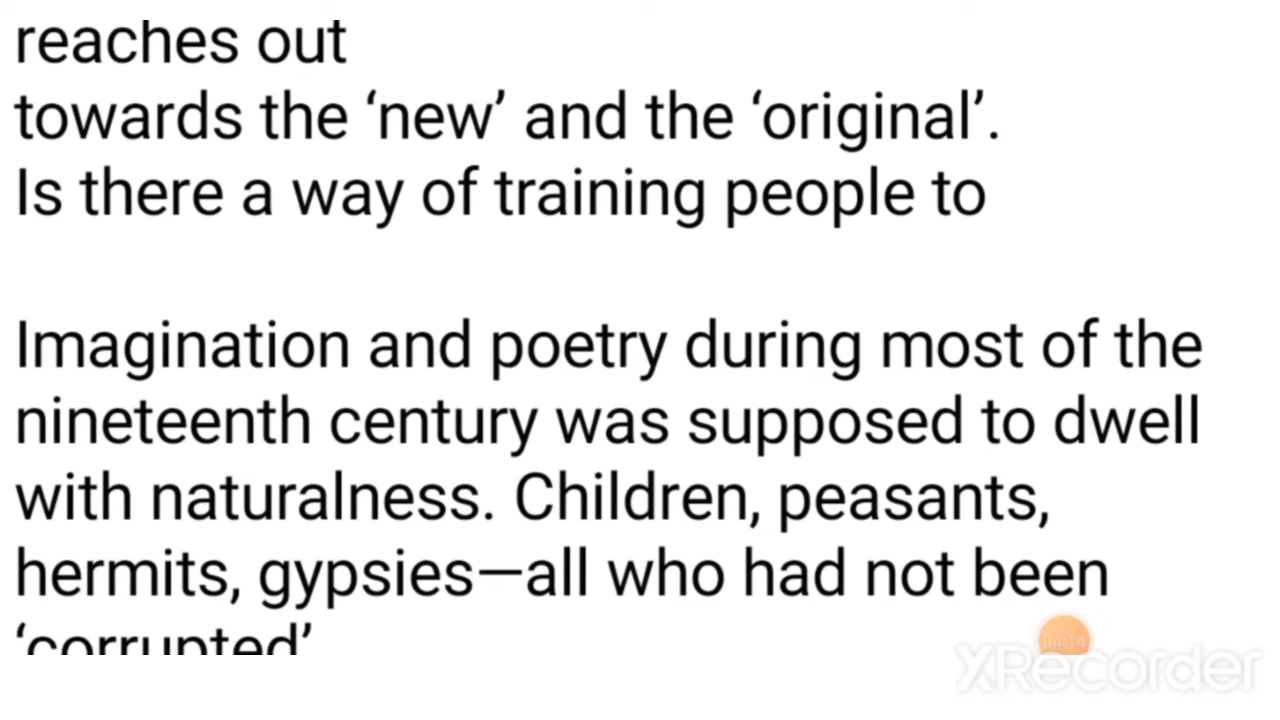 reaches out
towards the ‘new’ and the ‘original’.
Is there a way of training people to
Imagination and poetry during most of the
nineteenth century was supposed to dwell
with naturalness. Children, peasants,
hermits, gypsies—all who had not been
‘corrupted’
04:14
XRecorder